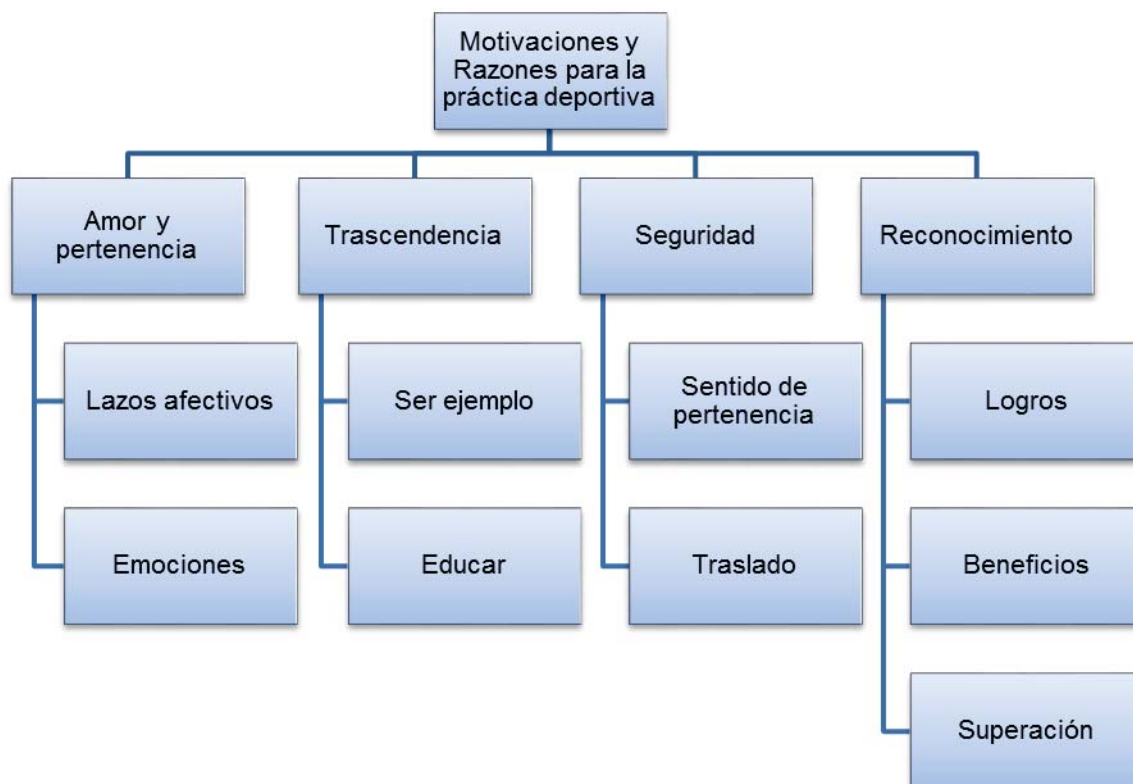 Motivaciones y
Razones para la
práctica deportiva
Amor y
pertenencia
Trascendencia
Seguridad
Reconocimiento
Lazos afectivos
Ser ejemplo
Sentido de
pertenencia
Logros
Emociones
Educar
Traslado
Beneficios
Superación